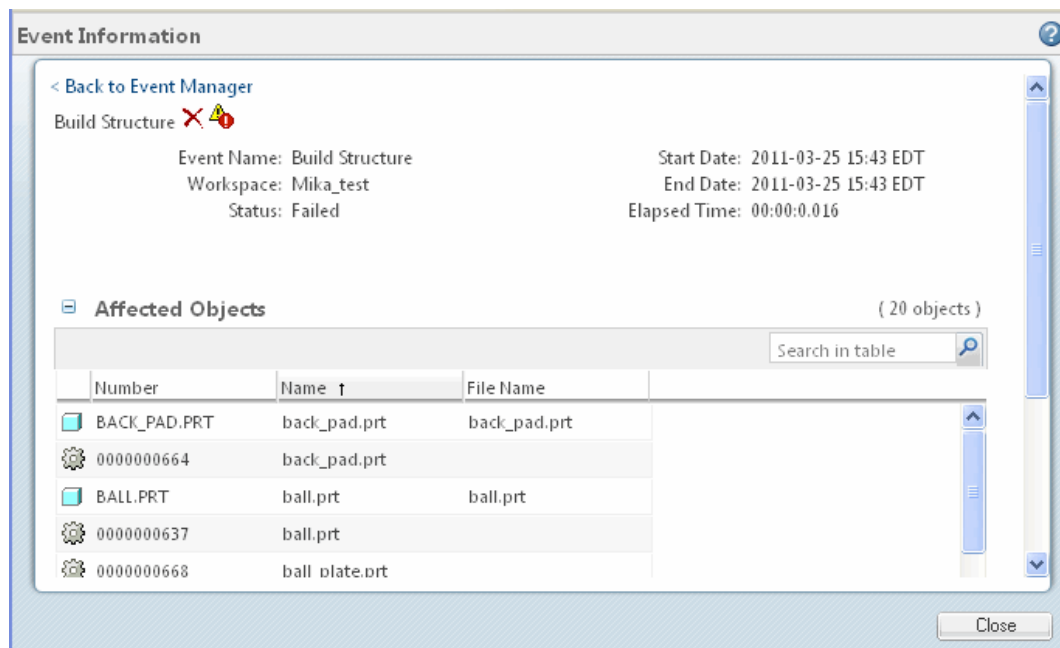 Event Information
< Back to Event Manager
Build Structure
Event Name: Build Structure
Workspace: Mika_test
Status: Failed
Start Date: 2011-03-25 15:43 EDT
End Date: 2011-03-25 15:43 EDT
Elapsed Time: 00:00:0.016
Affected Objects
( 20 objects )
Search in table
Number Name ↑ File Name
BACK_PAD.PRT back_pad.prt back_pad.prt
0000000664 back_pad.prt
BALL.PRT ball.prt ball.prt
0000000637 ball.prt
0000000668 ball_plate.prt
Close